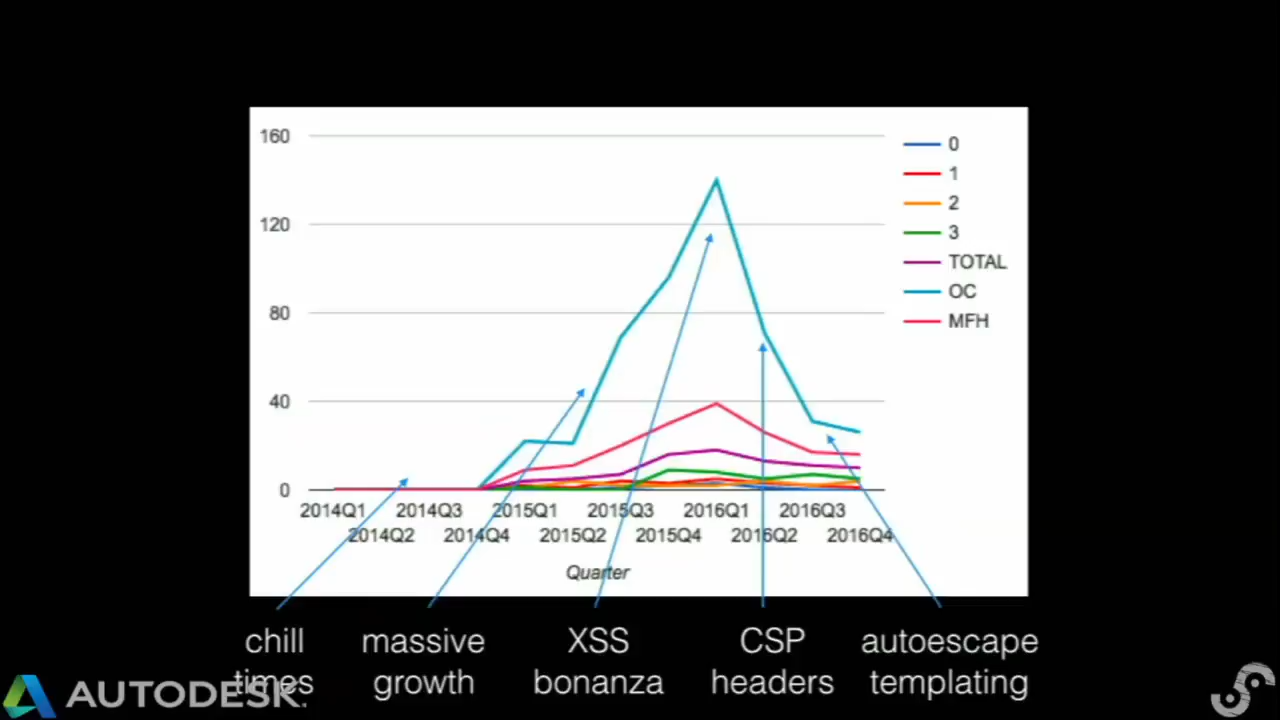 160
120
80
40
0
0
1
2
3
TOTAL
OC
MFH
2014Q1 2014Q3 2015Q1 2015Q3 2016Q1 2016Q3
2014Q2 2014Q4 2015Q2 2015Q4 2016Q2 2016Q4
Quarter
chill times
massive growth
XSS bonanza
CSP headers
autoescape templating
AUTODESK.